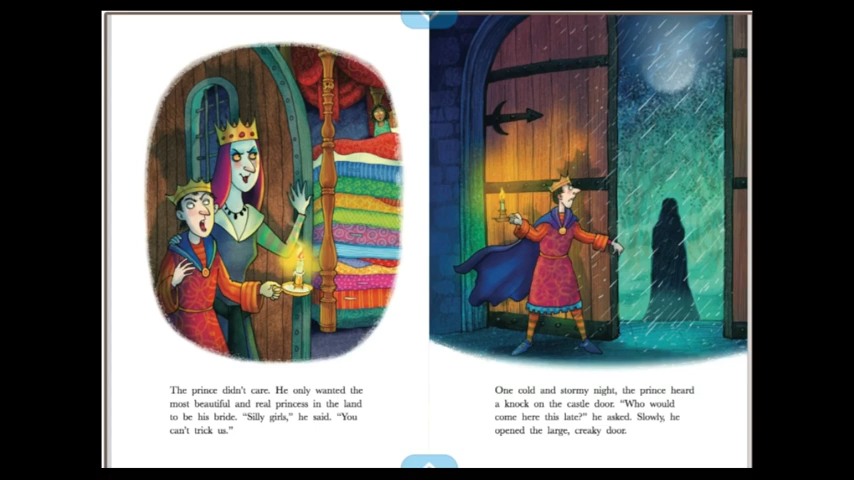 The prince didn't care. He only wanted the
most beautiful and real princess in the land
to be his bride. "Silly girls," he said. "You
can't trick us."
One cold and stormy night, the prince heard
a knock on the castle door. "Who would
come here this late?" he asked. Slowly, he
opened the large, creaky door.